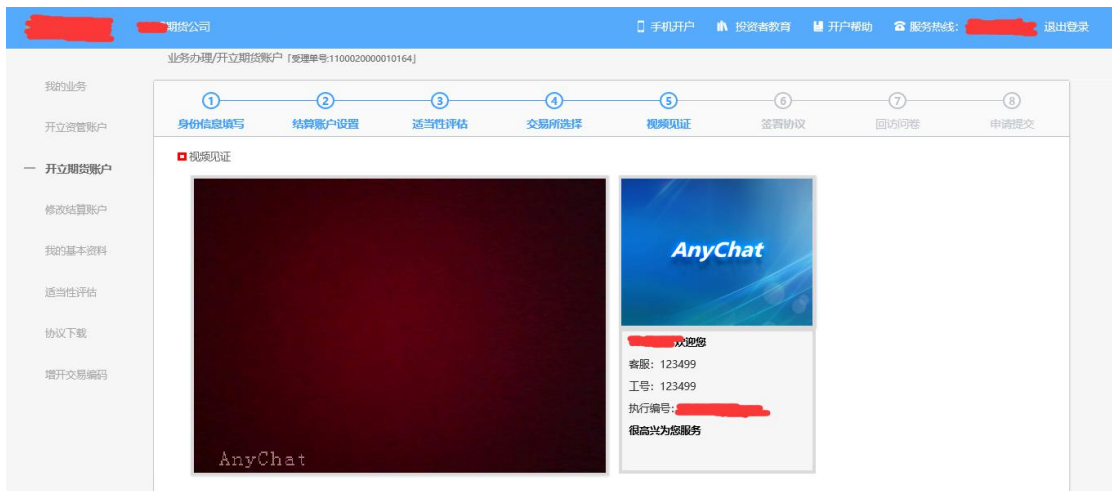 期货公司 手机开户 投资者教育 开户帮助 服务热线: 退出登录
业务办理/开立期货账户「受理单号:1100020000010164」
我的业务
开立资管账户
开立期货账户
修改结算账户
我的基本资料
适当性评估
协议下载
增开交易编码
1 2 3 4 5 6 7 8
身份信息填写 结算账户设置 适当性评估 交易所选择 视频见证 签署协议 回访问卷 申请提交
视频见证
AnyChat
AnyChat
欢迎您
客服: 123499
工号: 123499
执行编号:
很高兴为您服务